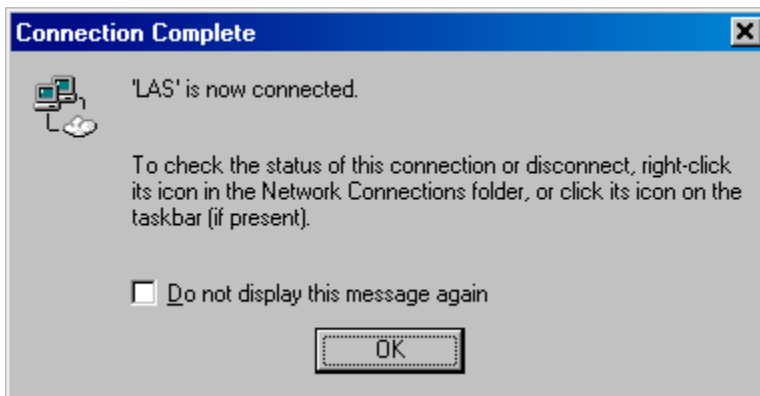 Connection Complete
'LAS' is now connected.
To check the status of this connection or disconnect, right-click
its icon in the Network Connections folder, or click its icon on the
taskbar (if present).
Do not display this message again
OK